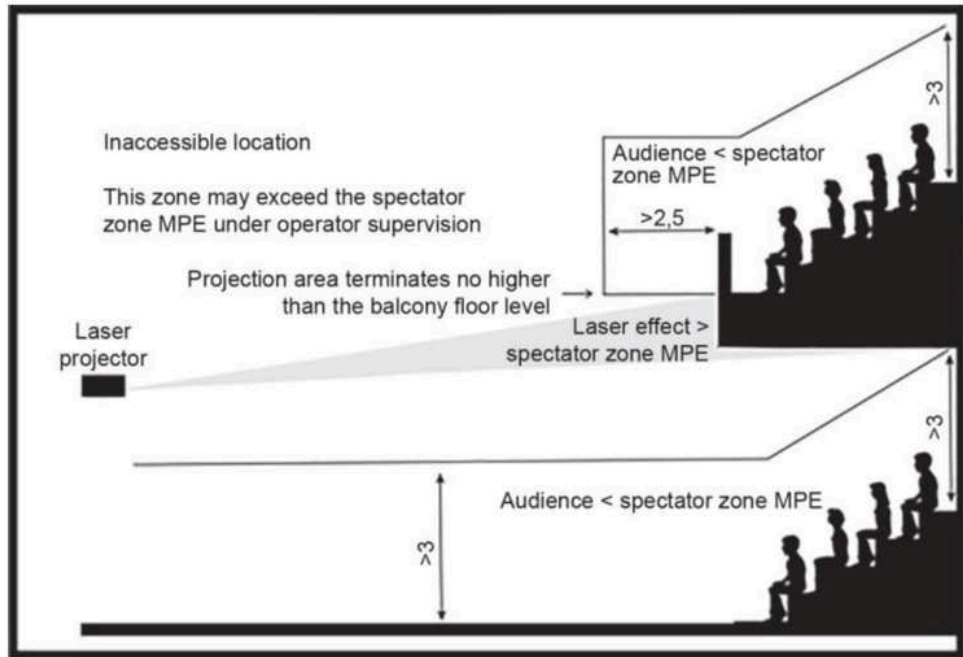 >3
Inaccessible location
Audience < spectator
zone MPE
This zone may exceed the spectator
zone MPE under operator supervision
>2,5
Projection area terminates no higher
than the balcony floor level
Laser effect >
spectator zone MPE
Laser
projector
>3
Audience < spectator zone MPE
>3